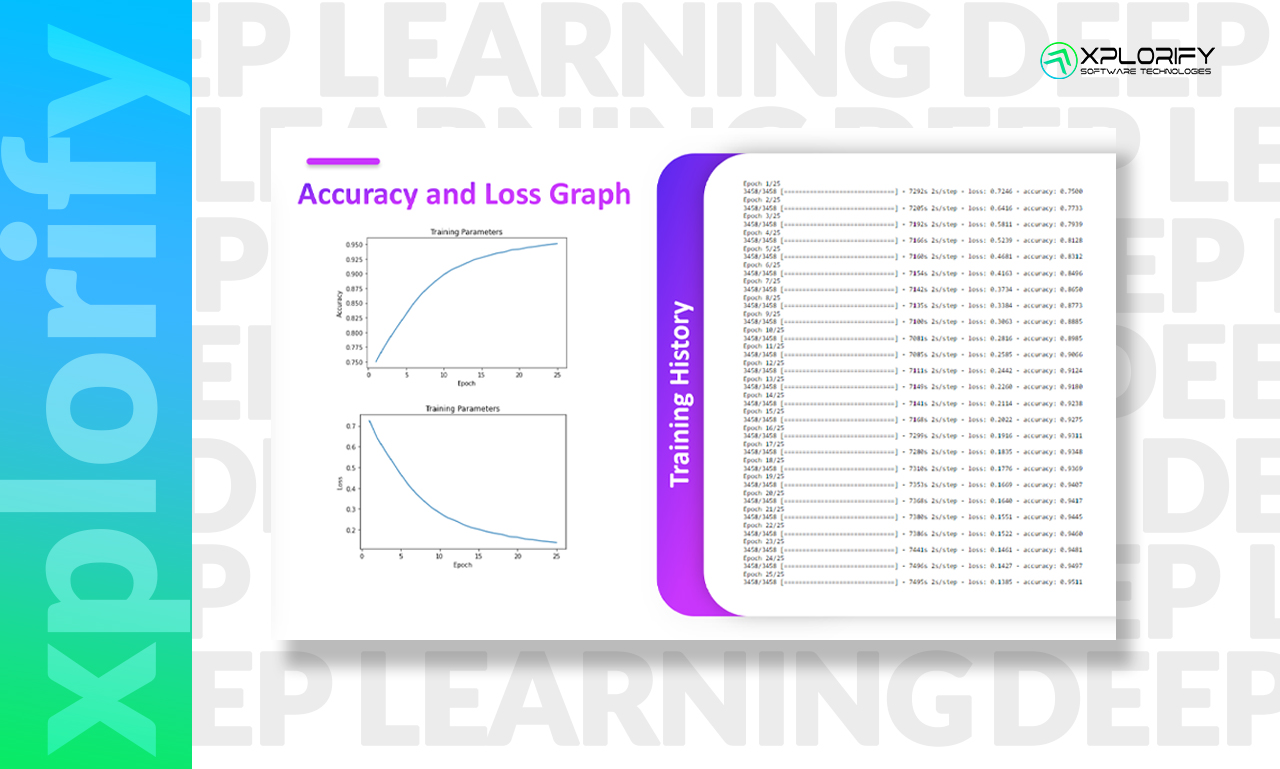 xplorify
DEEP LEARNING DEEP
XPLORIFY
SOFTWARE TECHNOLOGIES
Accuracy and Loss Graph
Training Parameters
0.950
0.925
0.900
0.875
0.850
0.825
0.800
0.775
0.750
Accuracy
0 5 10 15 20 25
Epoch
Training Parameters
0.7
0.6
0.5
0.4
0.3
0.2
Loss
0 5 10 15 20 25
Epoch
Training History
Epoch 1/25
3458/3458 [==============================] - 7292s 2s/step - loss: 0.7246 - accuracy: 0.7500
Epoch 2/25
3458/3458 [==============================] - 7205s 2s/step - loss: 0.6416 - accuracy: 0.7733
Epoch 3/25
3458/3458 [==============================] - 7192s 2s/step - loss: 0.5811 - accuracy: 0.7939
Epoch 4/25
3458/3458 [==============================] - 7166s 2s/step - loss: 0.5239 - accuracy: 0.8128
Epoch 5/25
3458/3458 [==============================] - 7160s 2s/step - loss: 0.4681 - accuracy: 0.8312
Epoch 6/25
3458/3458 [==============================] - 7154s 2s/step - loss: 0.4163 - accuracy: 0.8496
Epoch 7/25
3458/3458 [==============================] - 7142s 2s/step - loss: 0.3734 - accuracy: 0.8650
Epoch 8/25
3458/3458 [==============================] - 7135s 2s/step - loss: 0.3384 - accuracy: 0.8773
Epoch 9/25
3458/3458 [==============================] - 7100s 2s/step - loss: 0.3063 - accuracy: 0.8885
Epoch 10/25
3458/3458 [==============================] - 7081s 2s/step - loss: 0.2816 - accuracy: 0.8985
Epoch 11/25
3458/3458 [==============================] - 7085s 2s/step - loss: 0.2585 - accuracy: 0.9066
Epoch 12/25
3458/3458 [==============================] - 7111s 2s/step - loss: 0.2442 - accuracy: 0.9124
Epoch 13/25
3458/3458 [==============================] - 7149s 2s/step - loss: 0.2260 - accuracy: 0.9180
Epoch 14/25
3458/3458 [==============================] - 7141s 2s/step - loss: 0.2114 - accuracy: 0.9238
Epoch 15/25
3458/3458 [==============================] - 7168s 2s/step - loss: 0.2022 - accuracy: 0.9275
Epoch 16/25
3458/3458 [==============================] - 7299s 2s/step - loss: 0.1916 - accuracy: 0.9311
Epoch 17/25
3458/3458 [==============================] - 7280s 2s/step - loss: 0.1835 - accuracy: 0.9348
Epoch 18/25
3458/3458 [==============================] - 7310s 2s/step - loss: 0.1776 - accuracy: 0.9369
Epoch 19/25
3458/3458 [==============================] - 7353s 2s/step - loss: 0.1669 - accuracy: 0.9407
Epoch 20/25
3458/3458 [==============================] - 7368s 2s/step - loss: 0.1640 - accuracy: 0.9417
Epoch 21/25
3458/3458 [==============================] - 7380s 2s/step - loss: 0.1551 - accuracy: 0.9445
Epoch 22/25
3458/3458 [==============================] - 7386s 2s/step - loss: 0.1522 - accuracy: 0.9460
Epoch 23/25
3458/3458 [==============================] - 7441s 2s/step - loss: 0.1461 - accuracy: 0.9481
Epoch 24/25
3458/3458 [==============================] - 7496s 2s/step - loss: 0.1427 - accuracy: 0.9497
Epoch 25/25
3458/3458 [==============================] - 7495s 2s/step - loss: 0.1385 - accuracy: 0.9511
EP LEARNING DEEP